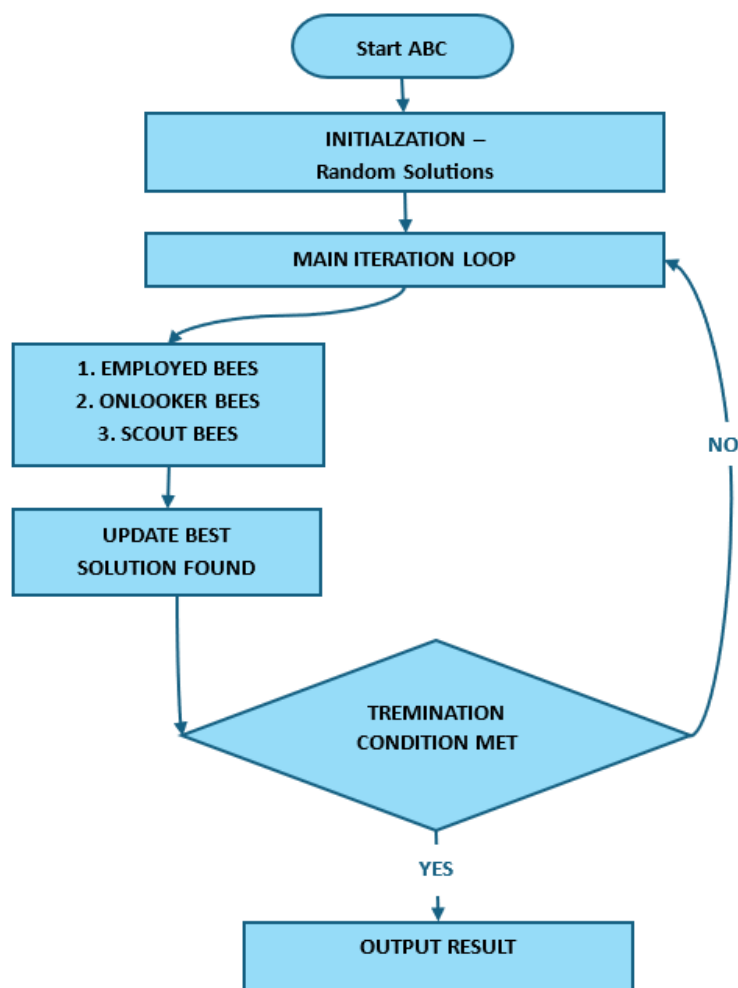 Start ABC
INITIALZATION –
Random Solutions
MAIN ITERATION LOOP
1. EMPLOYED BEES
2. ONLOOKER BEES
3. SCOUT BEES
NO
UPDATE BEST
SOLUTION FOUND
TREMINATION
CONDITION MET
YES
OUTPUT RESULT